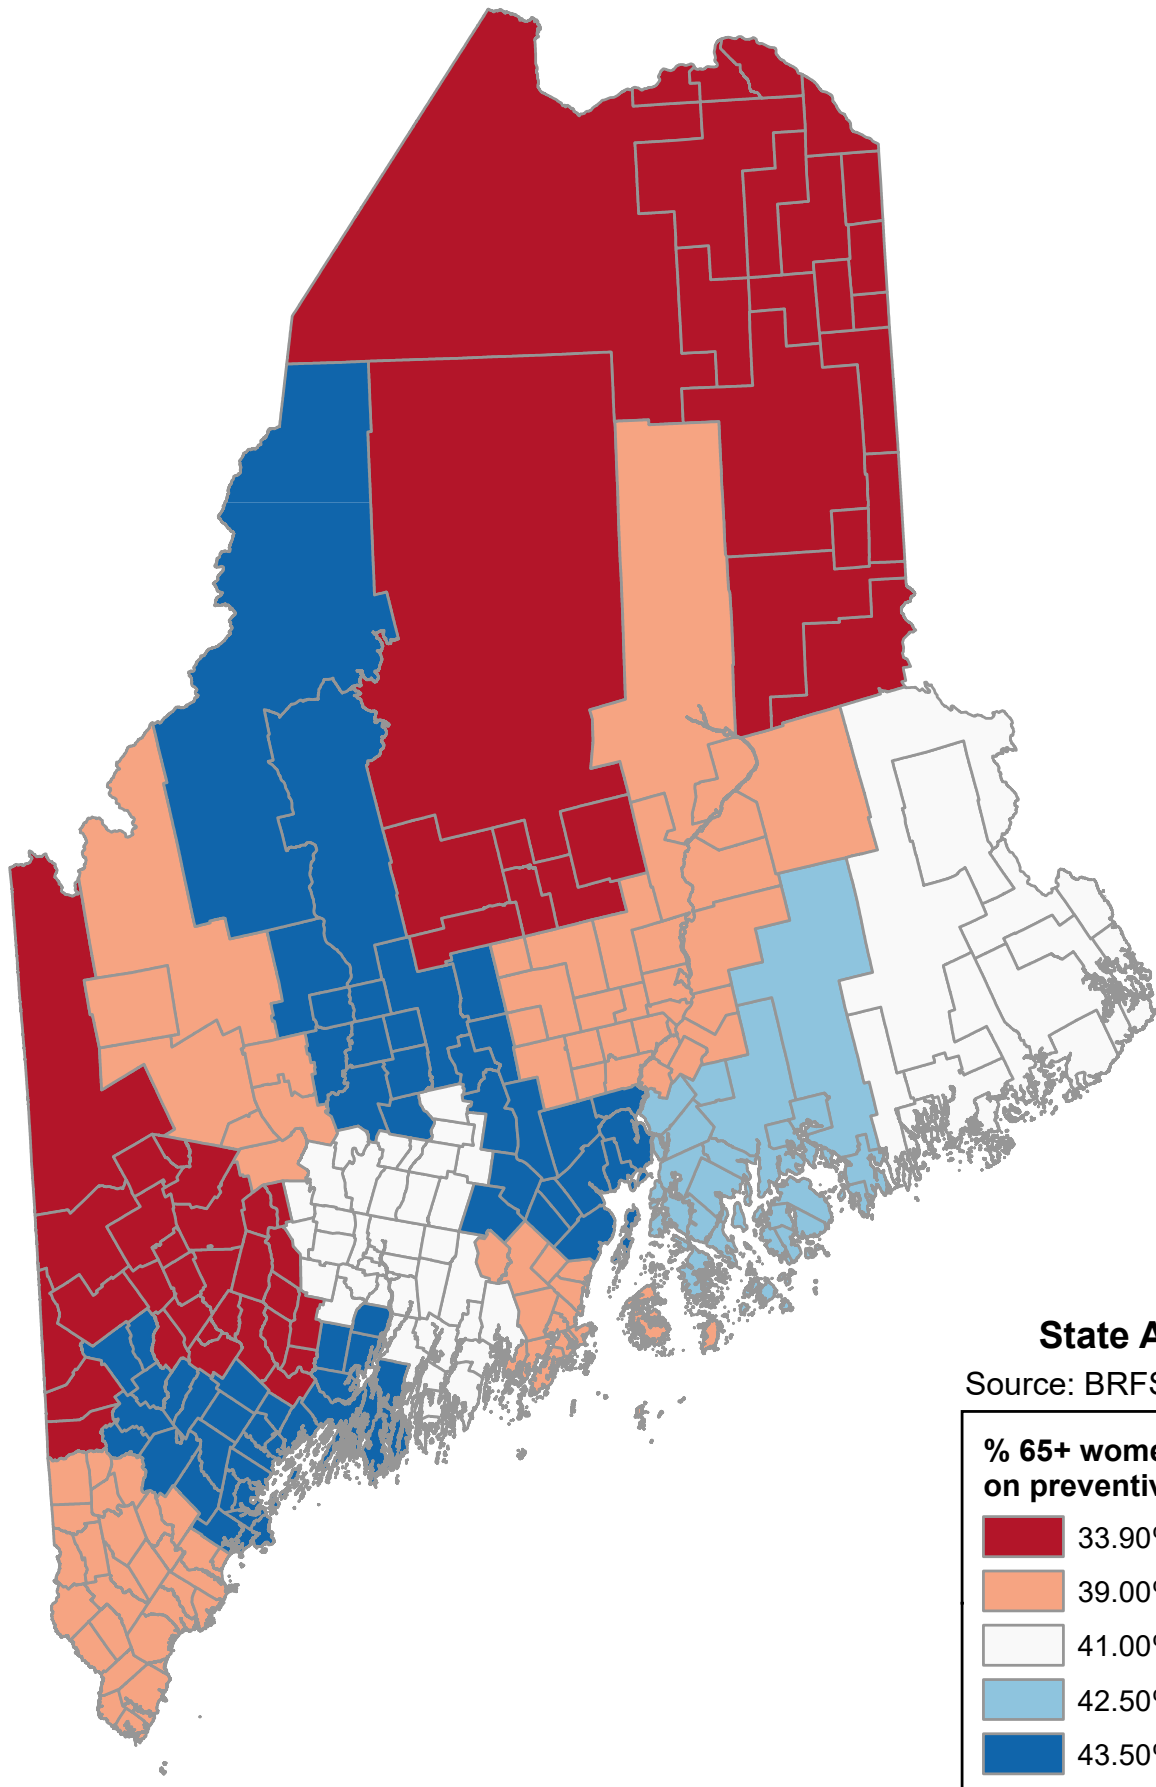 State A
Source: BRFS
% 65+ wome
on preventiv
33.90%
39.00%
41.00%
42.50%
43.50%